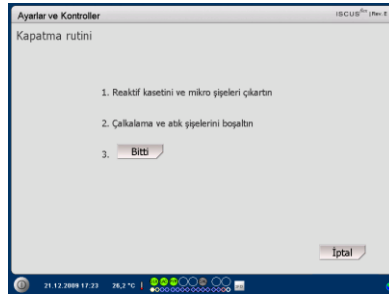 Ayarlar ve Kontroller
ISCUS
Kapatma rutini
1. Reaktif kasetini ve mikro şişeleri çıkartın
2. Çalkalama ve atık şişelerini boşaltın
3. Bitti
İptal
21.12.2009 17:23 26,2 °C